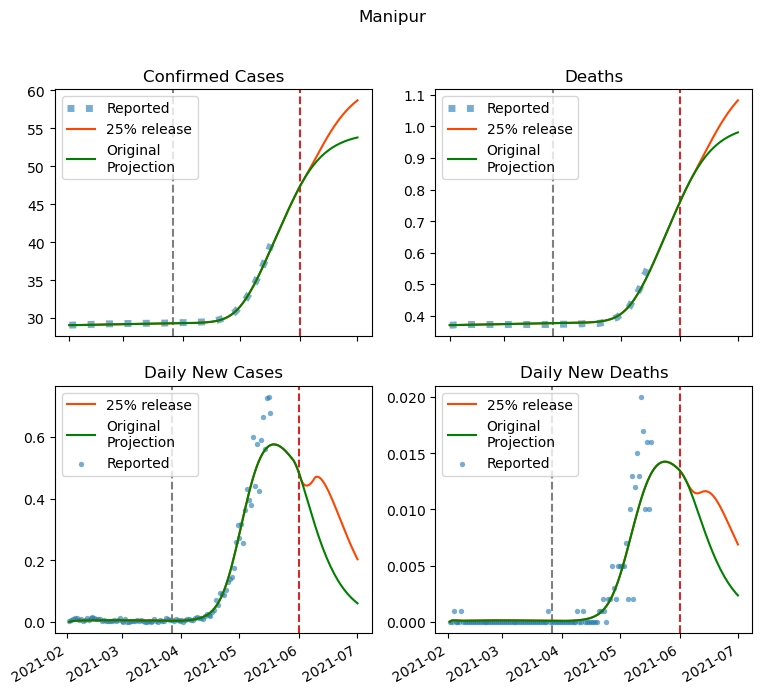 Manipur
Confirmed Cases
60
55
50
45
40
35
30
Reported
25% release
Original
Projection
Deaths
1.1
1.0
0.9
0.8
0.7
0.6
0.5
0.4
Reported
25% release
Original
Projection
Daily New Cases
0.6
0.4
0.2
0.0
25% release
Original
Projection
Reported
2021-02
2021-03
2021-04
2021-05
2021-06
2021-07
Daily New Deaths
0.020
0.015
0.010
0.005
0.000
25% release
Original
Projection
Reported
2021-02
2021-03
2021-04
2021-05
2021-06
2021-07